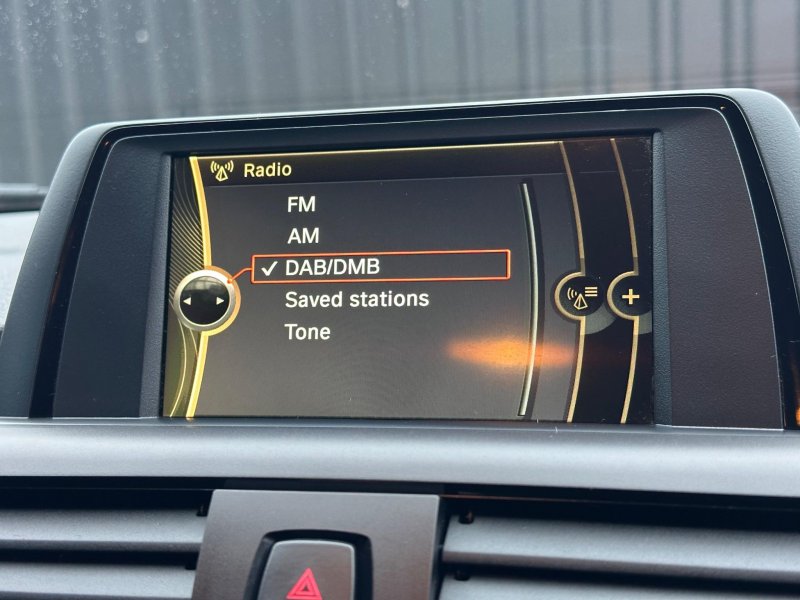 Radio
FM
AM
✓ DAB/DMB
Saved stations
Tone